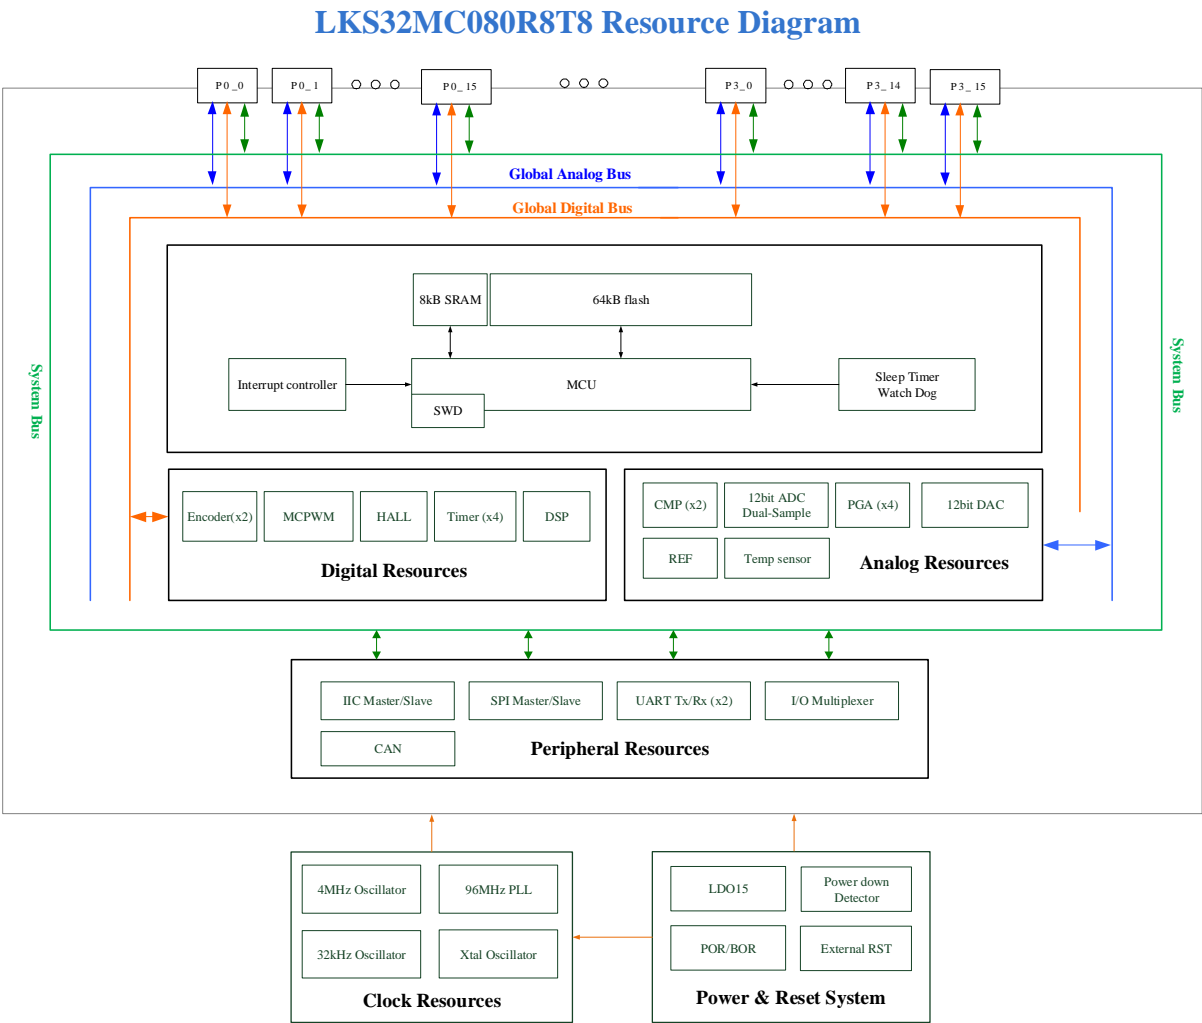 LKS32MC080R8T8 Resource Diagram
P0_0
P0_1
P0_15
P3_0
P3_14
P3_15
Global Analog Bus
Global Digital Bus
System Bus
System Bus
8kB SRAM
64kB flash
Interrupt controller
MCU
SWD
Sleep Timer
Watch Dog
Encoder(x2)
MCPWM
HALL
Timer (x4)
DSP
Digital Resources
CMP (x2)
12bit ADC
Dual-Sample
PGA (x4)
12bit DAC
REF
Temp sensor
Analog Resources
IIC Master/Slave
SPI Master/Slave
UART Tx/Rx (x2)
I/O Multiplexer
CAN
Peripheral Resources
4MHz Oscillator
96MHz PLL
32kHz Oscillator
Xtal Oscillator
Clock Resources
LDO15
Power down
Detector
POR/BOR
External RST
Power & Reset System